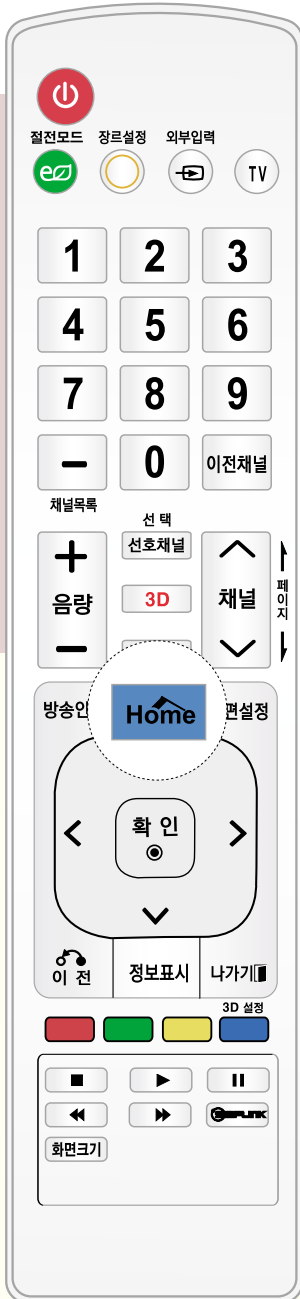 절전모드 장르설정 외부입력
TV
1 2 3
4 5 6
7 8 9
0 이전채널
채널목록
선 택
선호채널
음량
3D
채널
페이지
방송안
Home
편설정
확 인
이 전
정보표시
나가기
3D 설정
화면크기